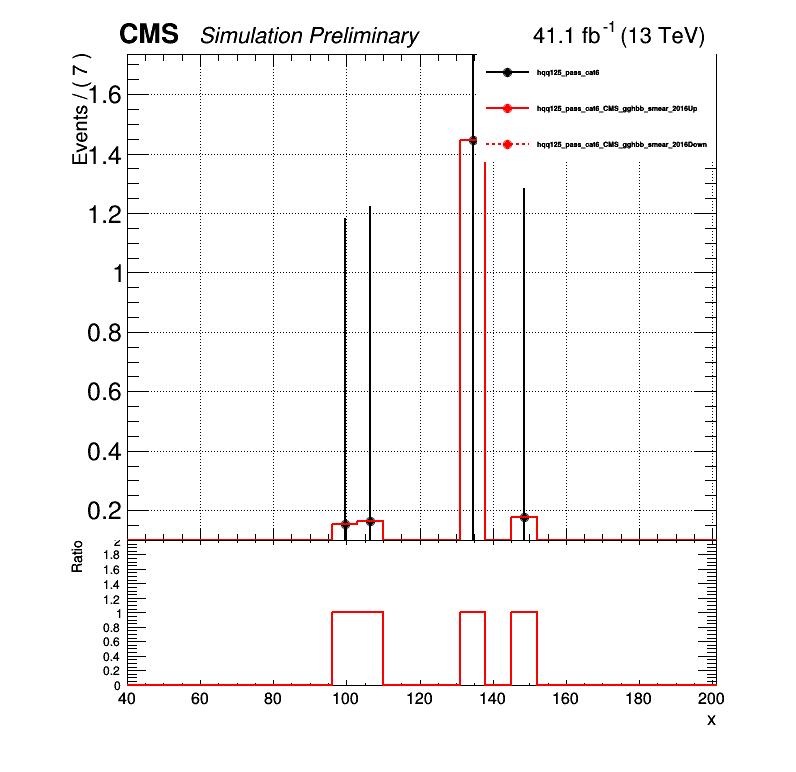 CMS Simulation Preliminary 41.1 fb-1 (13 TeV)
Events / ( 7 )
hqq125_pass_cat6
hqq125_pass_cat6_CMS_gghbb_smear_2016Up
hqq125_pass_cat6_CMS_gghbb_smear_2016Down
1.6
1.4
1.2
1
0.8
0.6
0.4
0.2
Ratio
2
1.8
1.6
1.4
1.2
1
0.8
0.6
0.4
0.2
0
40 60 80 100 120 140 160 180 200
x